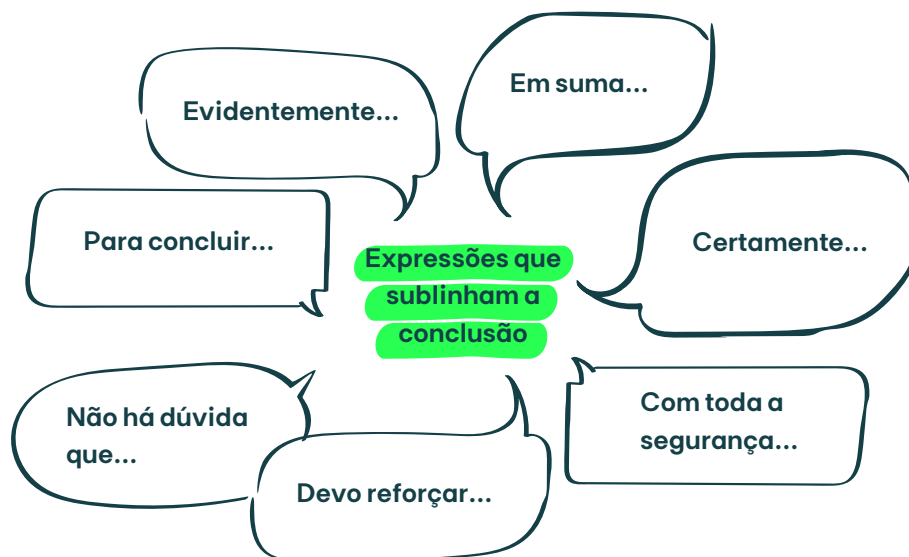 Em suma...
Evidentemente...
Para concluir...
Certamente...
Expressões que
sublinham a
conclusão
Não há dúvida
que...
Com toda a
segurança...
Devo reforçar...